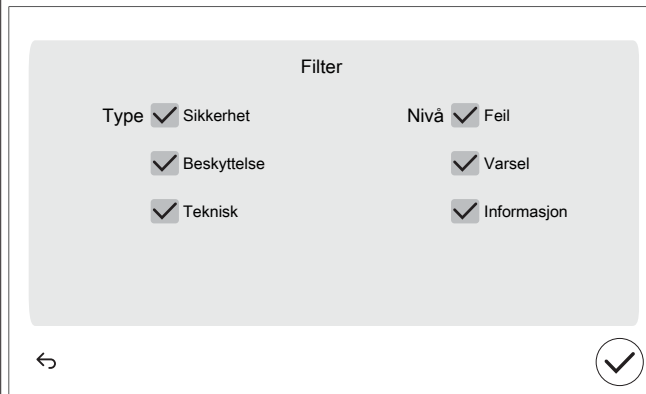 Filter
Type Sikkerhet Nivå Feil
Beskyttelse Varsel
Teknisk Informasjon